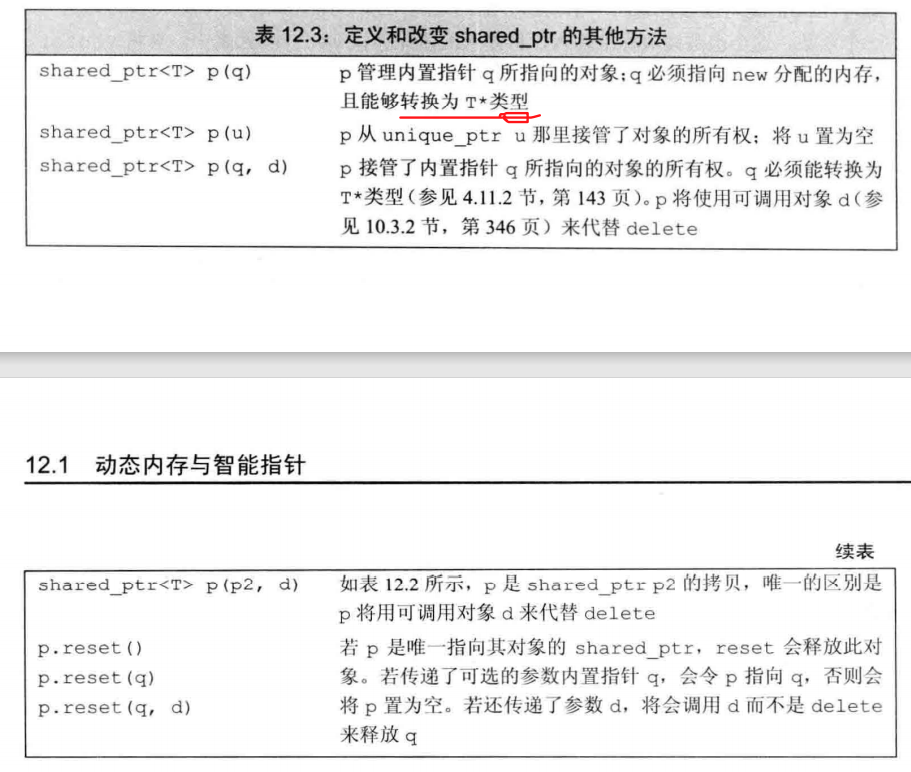 表 12.3：定义和改变 shared_ptr 的其他方法
shared_ptr<T> p(q) p 管理内置指针 q 所指向的对象；q 必须指向 new 分配的内存，
且能够转换为 T*类型
shared_ptr<T> p(u) p 从 unique_ptr u 那里接管了对象的所有权；将 u 置为空
shared_ptr<T> p(q, d) p 接管了内置指针 q 所指向的对象的所有权。q 必须能转换为
T*类型（参见 4.11.2 节，第 143 页）。p 将使用可调用对象 d（参
见 10.3.2 节，第 346 页）来代替 delete
12.1 动态内存与智能指针
续表
shared_ptr<T> p(p2, d) 如表 12.2 所示，p 是 shared_ptr p2 的拷贝，唯一的区别是
p 将用可调用对象 d 来代替 delete
p.reset() 若 p 是唯一指向其对象的 shared_ptr，reset 会释放此对
p.reset(q) 象。若传递了可选的参数内置指针 q，会令 p 指向 q，否则会
p.reset(q, d) 将 p 置为空。若还传递了参数 d，将会调用 d 而不是 delete
来释放 q